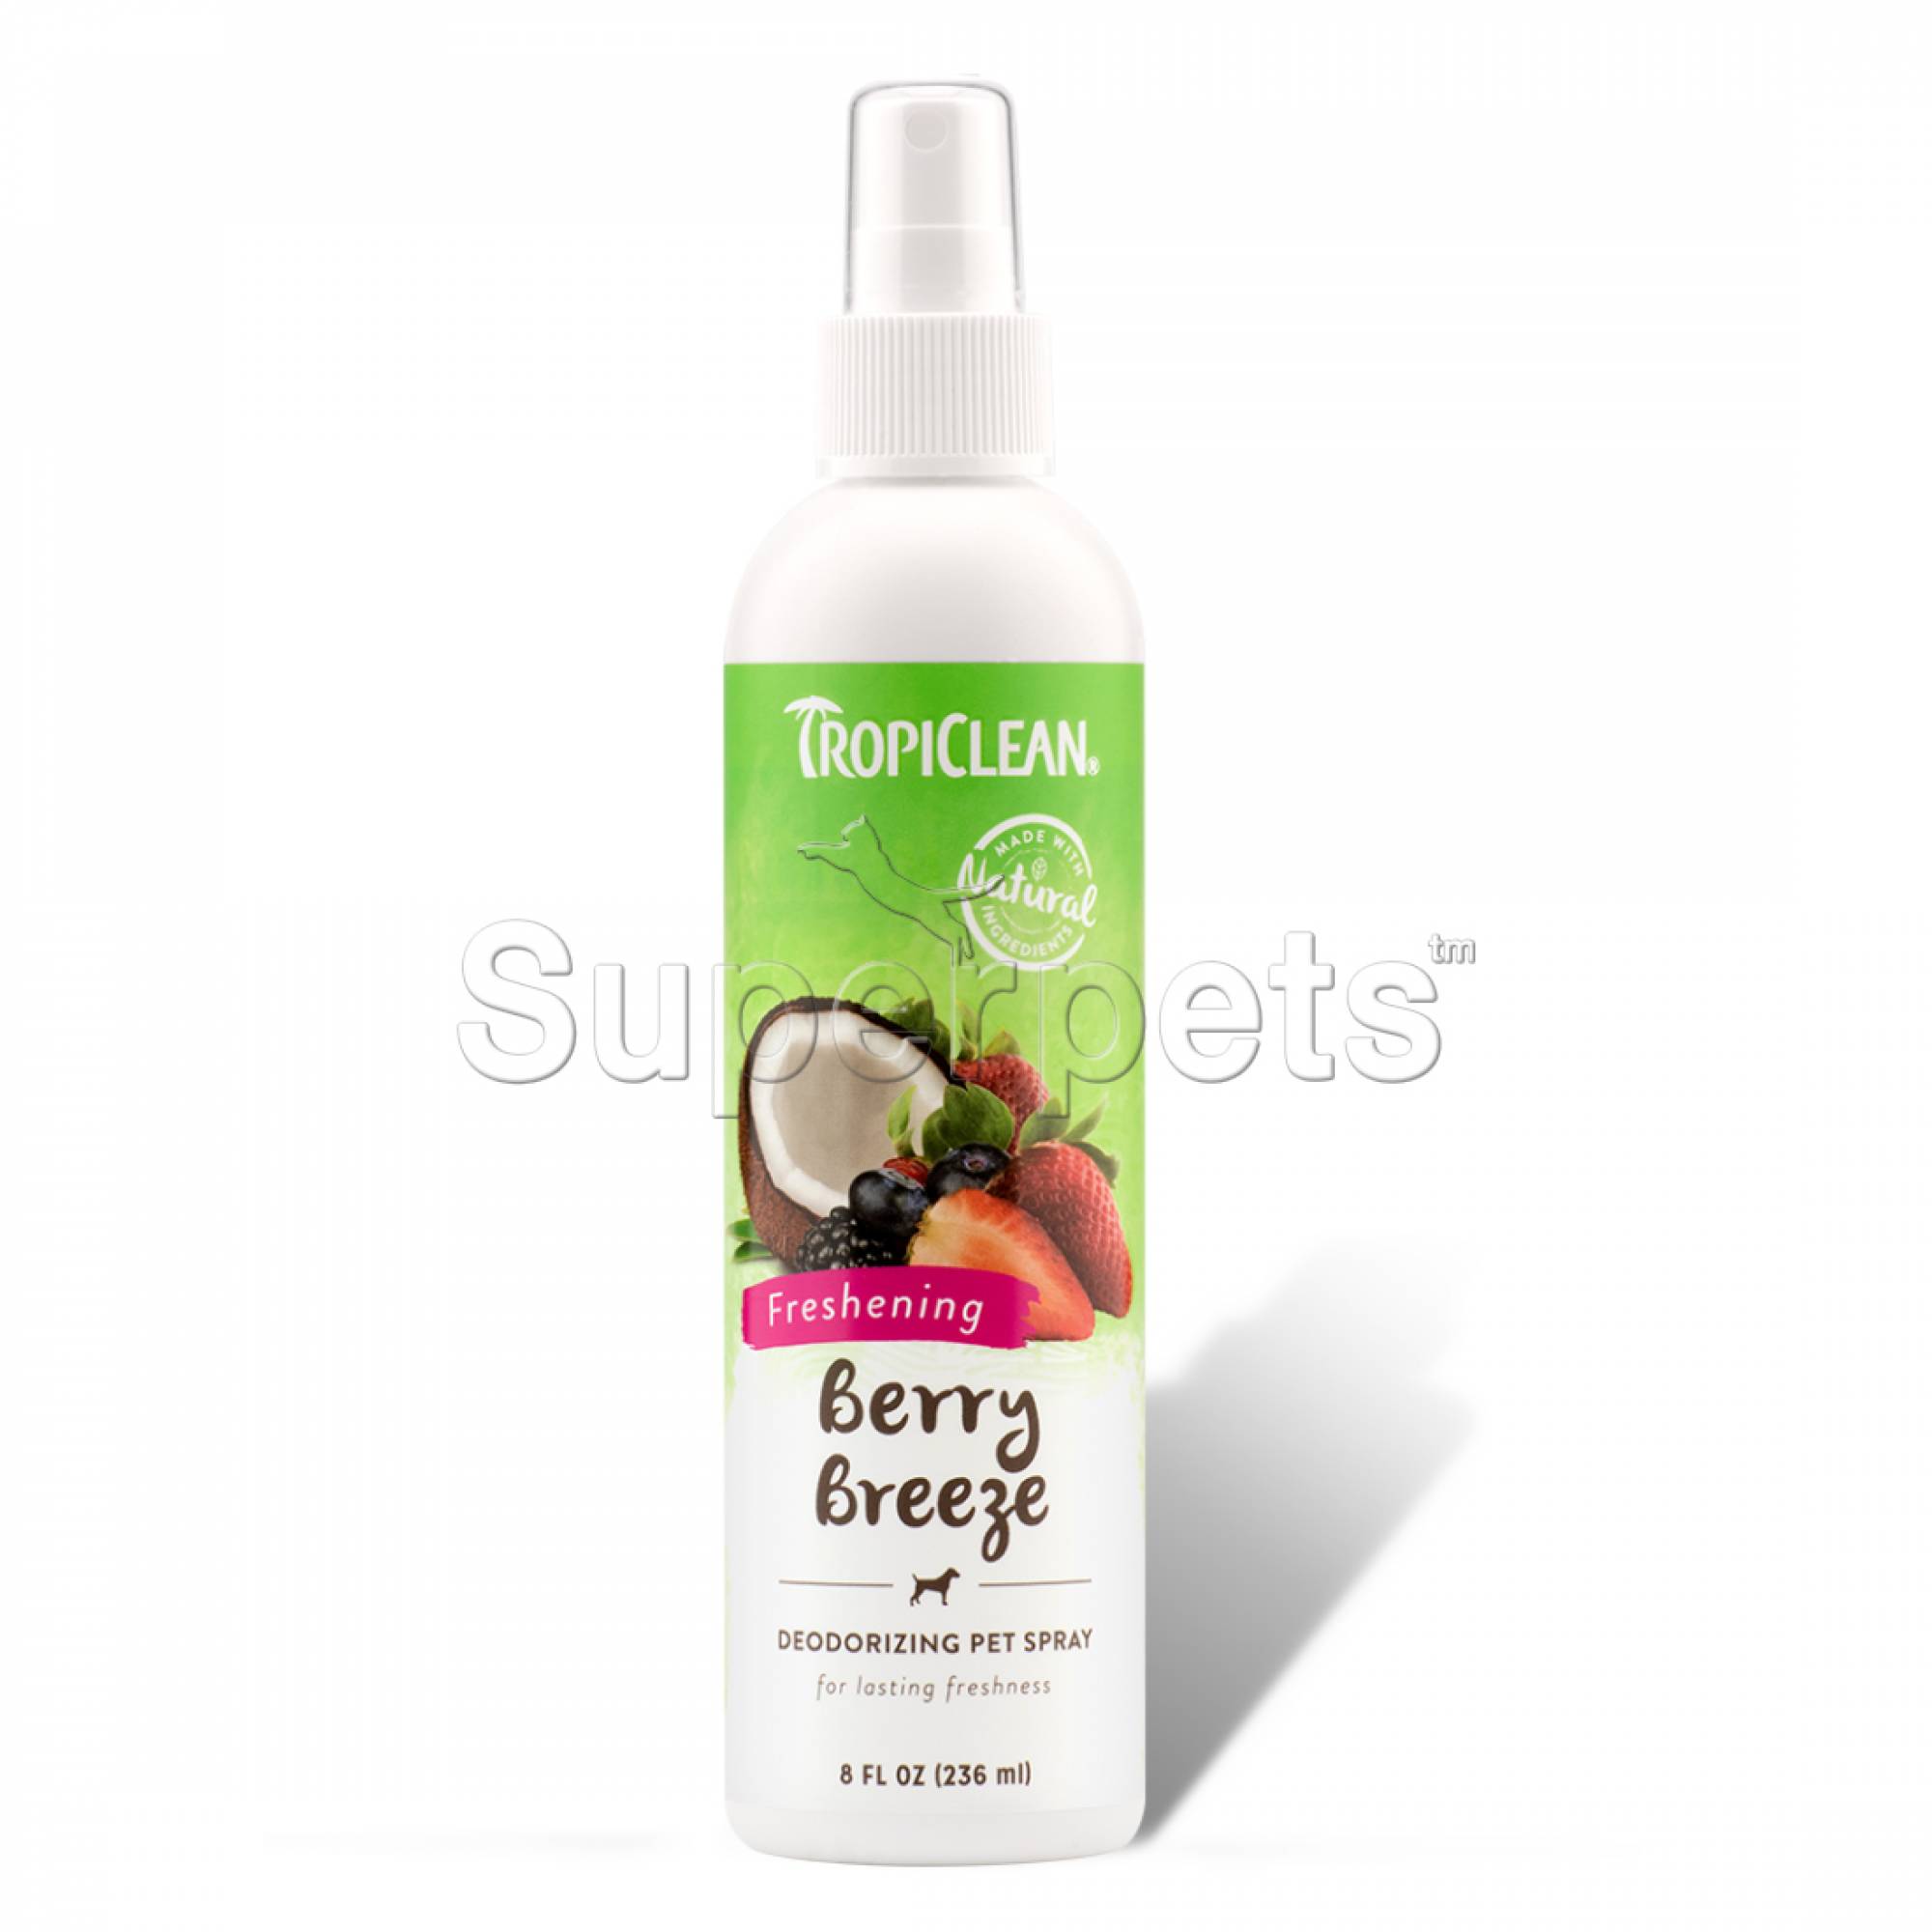 TROPICLEAN®
MADE WITH
Natural
INGREDIENTS
Superpets™
Freshening
Berry
Breeze
DEODORIZING PET SPRAY
for lasting freshness
8 FL OZ (236 ml)